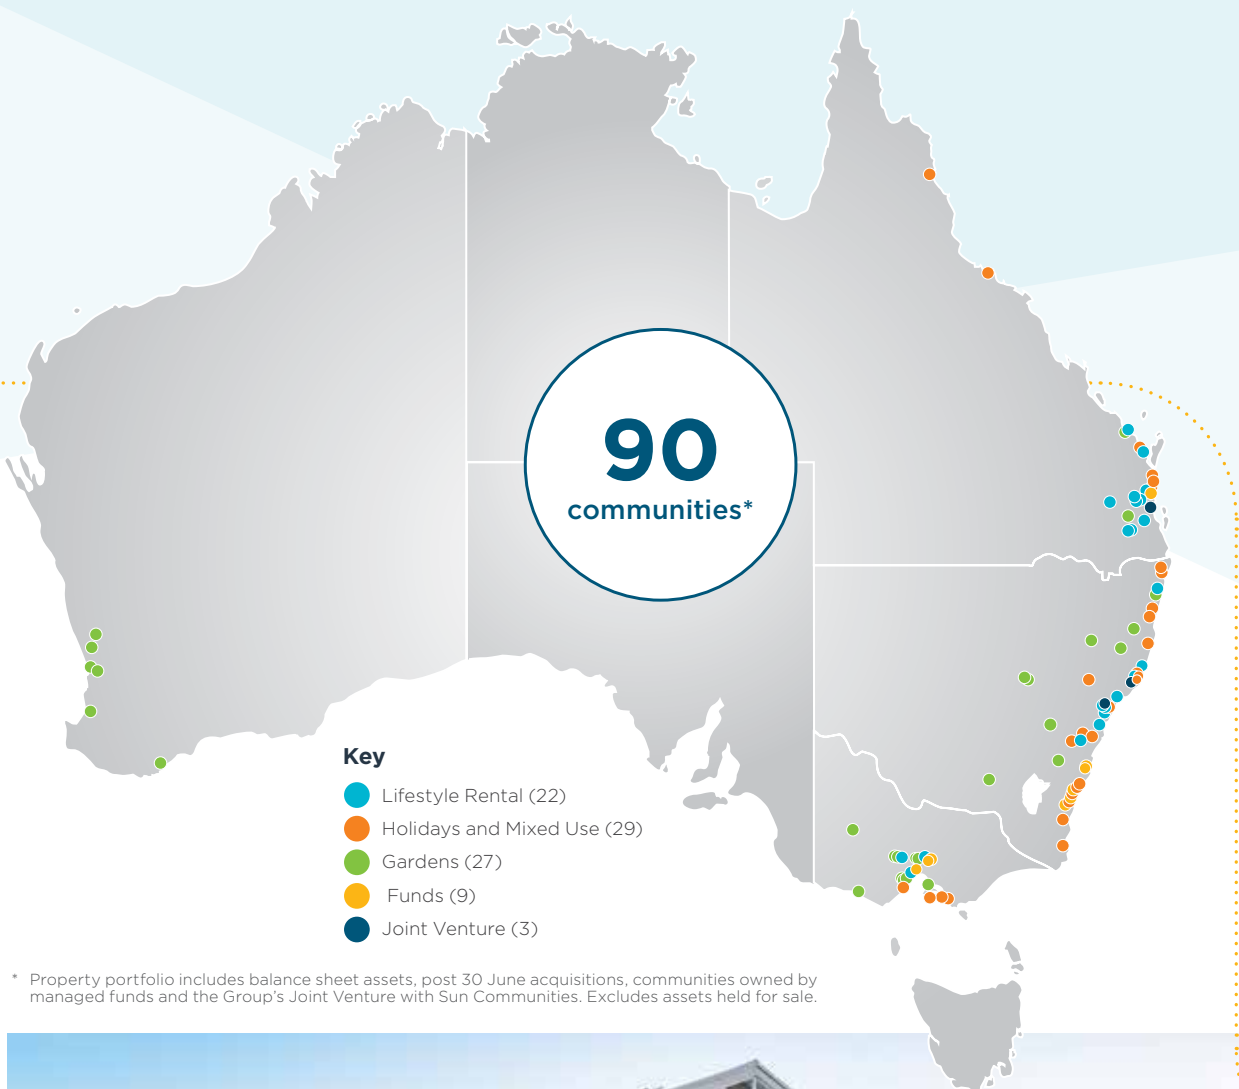 90
communities*
Key
Lifestyle Rental (22)
Holidays and Mixed Use (29)
Gardens (27)
Funds (9)
Joint Venture (3)
* Property portfolio includes balance sheet assets, post 30 June acquisitions, communities owned by
managed funds and the Group's Joint Venture with Sun Communities. Excludes assets held for sale.